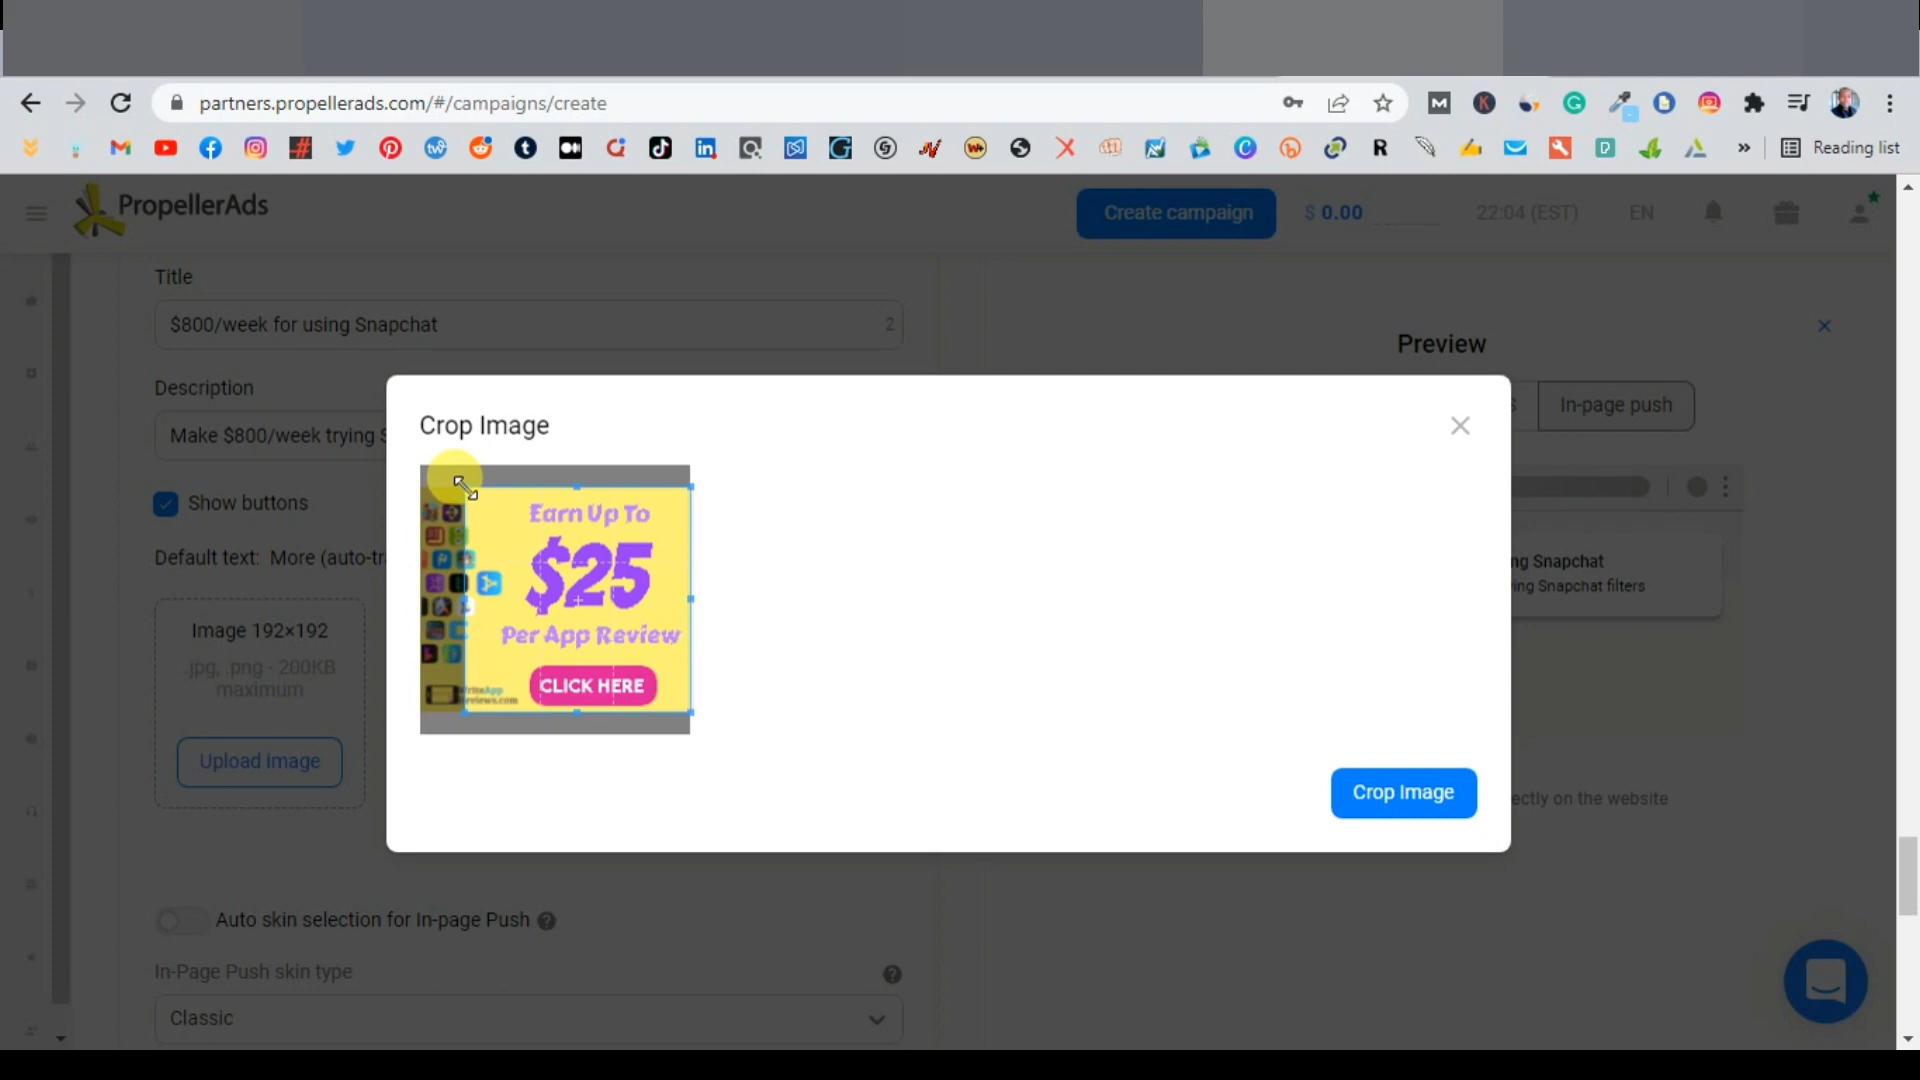 partners.propellerads.com/#/campaigns/create
Reading list
PropellerAds
Create campaign
$ 0.00
22:04 (EST)
EN
Title
$800/week for using Snapchat
2
Preview
Description
Make $800/week trying
In-page push
Crop Image
Earn Up To
$25
Per App Review
CLICK HERE
Show buttons
Default text: More (auto-tr
ng Snapchat
ing Snapchat filters
Image 192×192
.jpg, .png - 200KB
maximum
Upload image
Crop Image
ectly on the website
Auto skin selection for In-page Push
In-Page Push skin type
Classic